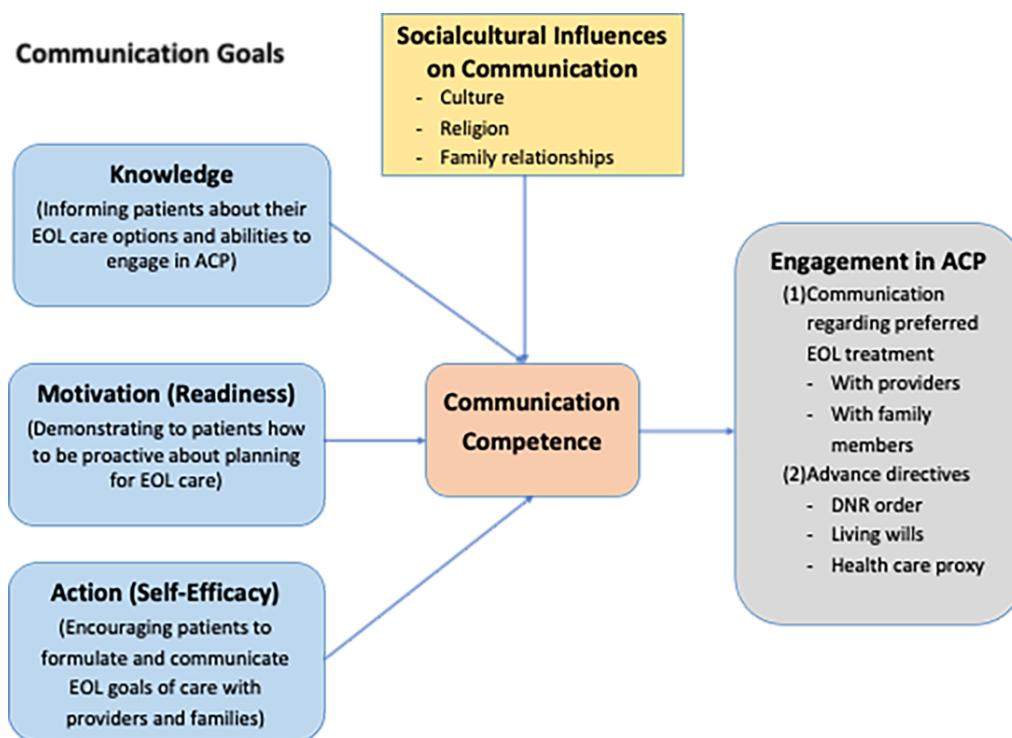 Communication Goals
Socialcultural Influences
on Communication
- Culture
- Religion
- Family relationships
Knowledge
(Informing patients about their
EOL care options and abilities to
engage in ACP)
Motivation (Readiness)
(Demonstrating to patients how
to be proactive about planning
for EOL care)
Action (Self-Efficacy)
(Encouraging patients to
formulate and communicate
EOL goals of care with
providers and families)
Communication
Competence
Engagement in ACP
(1)Communication
regarding preferred
EOL treatment
- With providers
- With family
members
(2)Advance directives
- DNR order
- Living wills
- Health care proxy